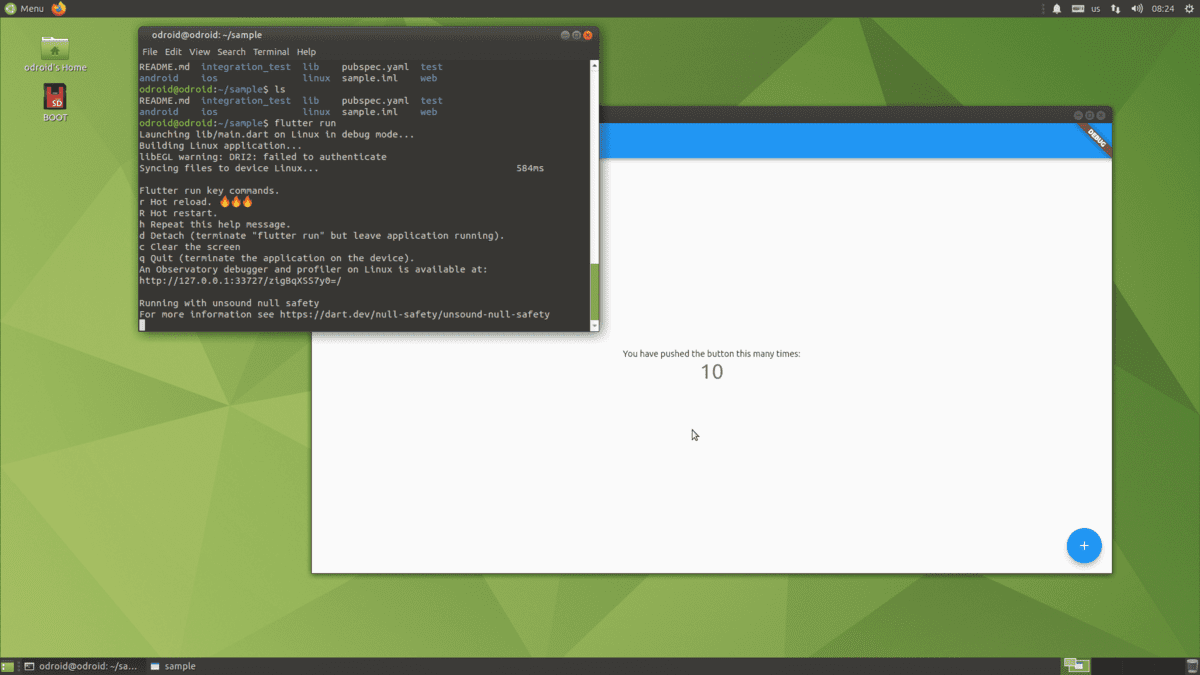 Menu
us 08:24
odroid's Home
SD
BOOT
odroid@odroid: ~/sample
File Edit View Search Terminal Help
README.md integration_test lib pubspec.yaml test
android ios linux sample.iml web
odroid@odroid:~/sample$ ls
README.md integration_test lib pubspec.yaml test
android ios linux sample.iml web
odroid@odroid:~/sample$ flutter run
Launching lib/main.dart on Linux in debug mode...
Building Linux application...
libEGL warning: DRI2: failed to authenticate
Syncing files to device Linux... 584ms
Flutter run key commands.
r Hot reload. 🔥🔥🔥
R Hot restart.
h Repeat this help message.
d Detach (terminate "flutter run" but leave application running).
c Clear the screen
q Quit (terminate the application on the device).
An Observatory debugger and profiler on Linux is available at:
http://127.0.0.1:33727/zigBqXSS7y0=/
Running with unsound null safety
For more information see https://dart.dev/null-safety/unsound-null-safety
DEBUG
You have pushed the button this many times:
10
+
odroid@odroid: ~/sa...
sample